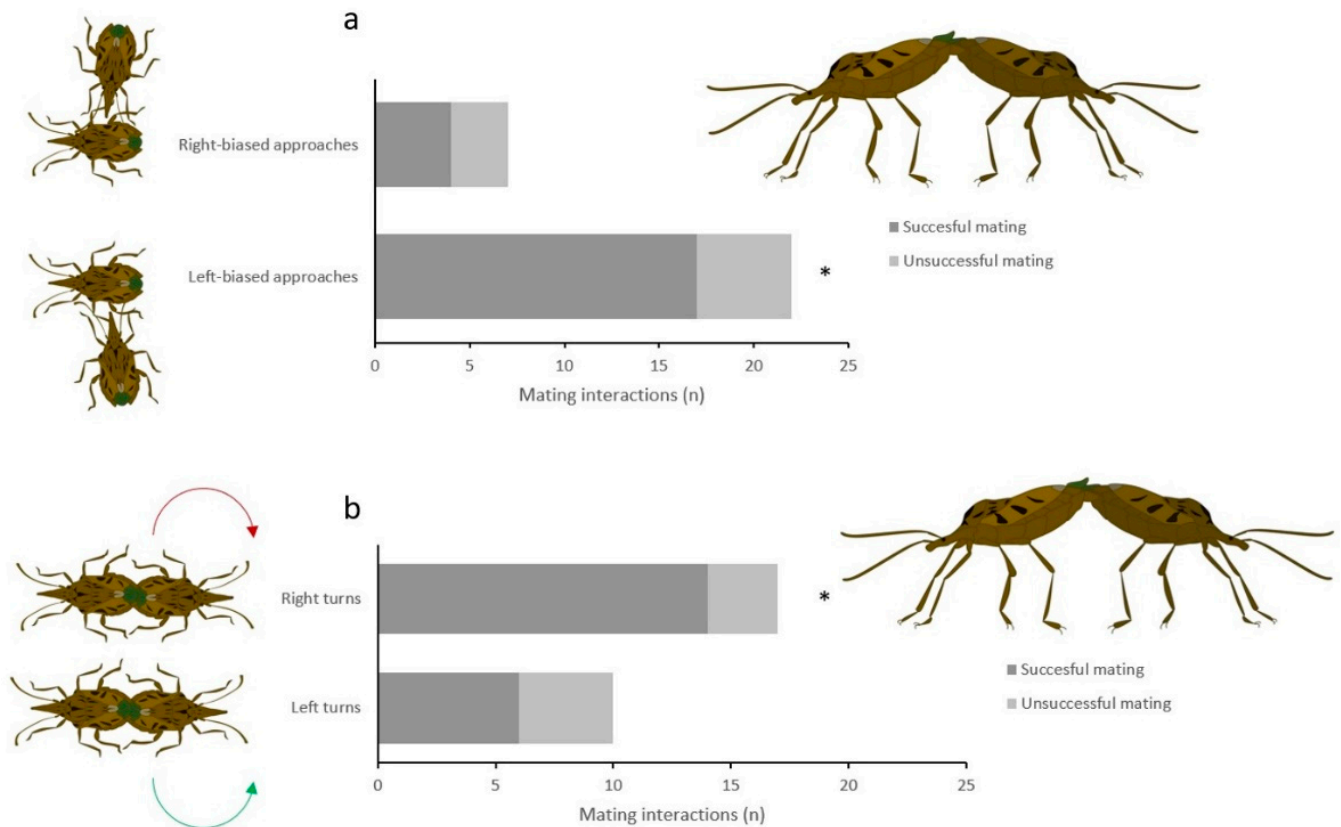 a
Right-biased approaches
Left-biased approaches
*
Succesful mating
Unsuccessful mating
0 5 10 15 20 25
Mating interactions (n)
b
Right turns
*
Left turns
Succesful mating
Unsuccessful mating
0 5 10 15 20 25
Mating interactions (n)